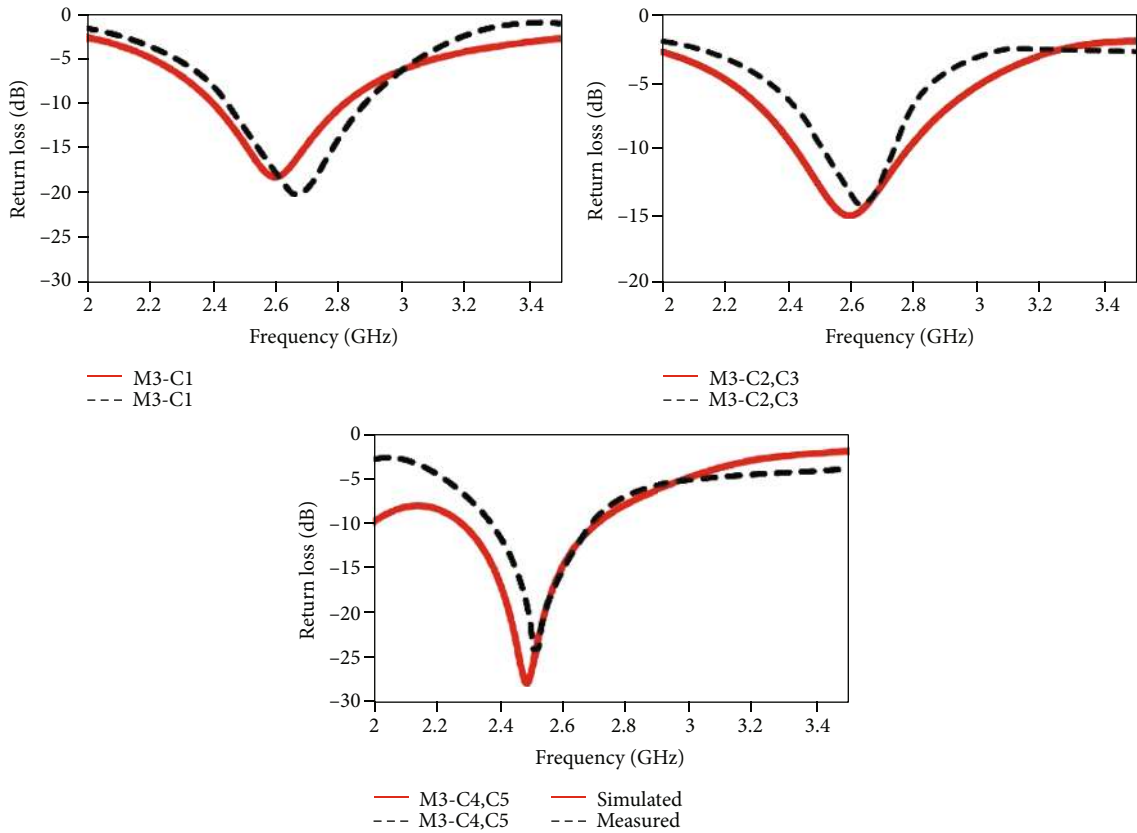 0
−5
−10
−15
−20
−25
−30
Return loss (dB)
2 2.2 2.4 2.6 2.8 3 3.2 3.4
Frequency (GHz)
M3-C1
M3-C1
0
−5
−10
−15
−20
Return loss (dB)
2 2.2 2.4 2.6 2.8 3 3.2 3.4
Frequency (GHz)
M3-C2,C3
M3-C2,C3
0
−5
−10
−15
−20
−25
−30
Return loss (dB)
2 2.2 2.4 2.6 2.8 3 3.2 3.4
Frequency (GHz)
M3-C4,C5 Simulated
M3-C4,C5 Measured